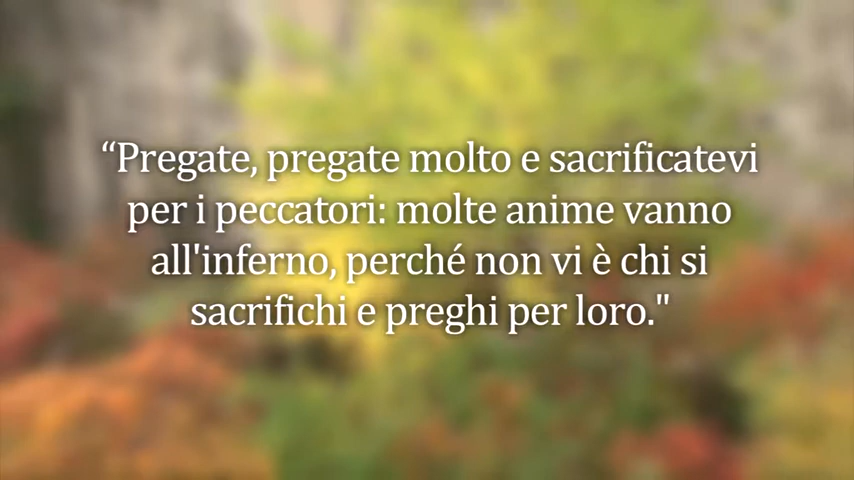 “Pregate, pregate molto e sacrificatevi
per i peccatori: molte anime vanno
all'inferno, perché non vi è chi si
sacrifichi e preghi per loro."